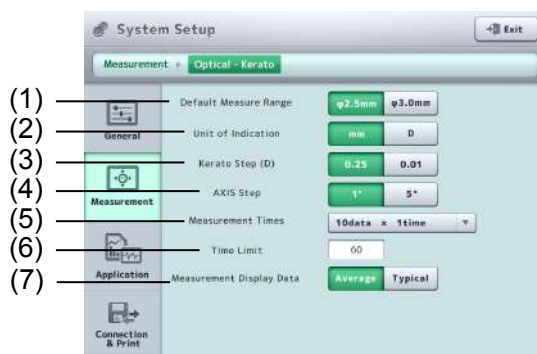 System Setup
Exit
Measurement » Optical - Kerato
(1) Default Measure Range φ2.5mm φ3.0mm
General
(2) Unit of Indication mm D
(3) Kerato Step (D) 0.25 0.01
Measurement
(4) AXIS Step 1° 5°
(5) Measurement Times 10data × 1time
(6) Time Limit 60
Application
(7) Measurement Display Data Average Typical
Connection
& Print